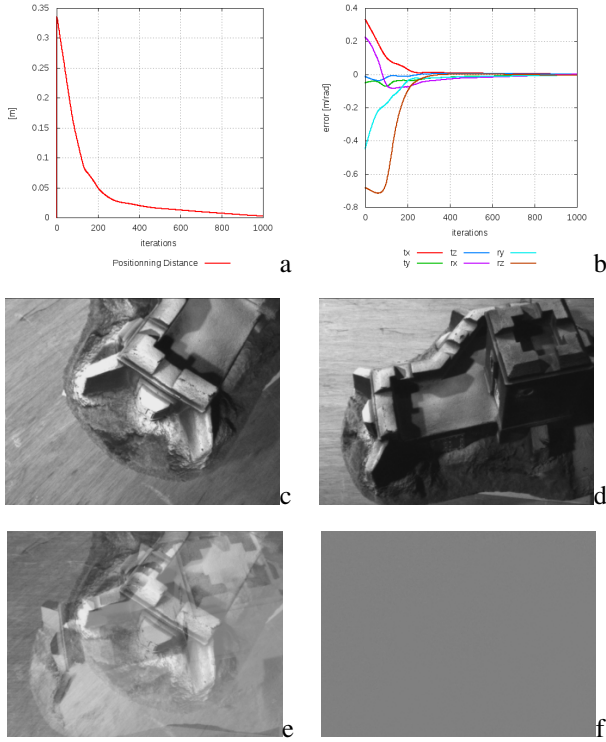 0.35
0.3
0.25
0.2
0.15
0.1
0.05
0
[m]
0 200 400 600 800 1000
iterations
Positionning Distance
a
0.4
0.2
0
-0.2
-0.4
-0.6
-0.8
error [m/rad]
0 200 400 600 800 1000
iterations
tx tz ry
ty rx rz
b
c
d
e
f